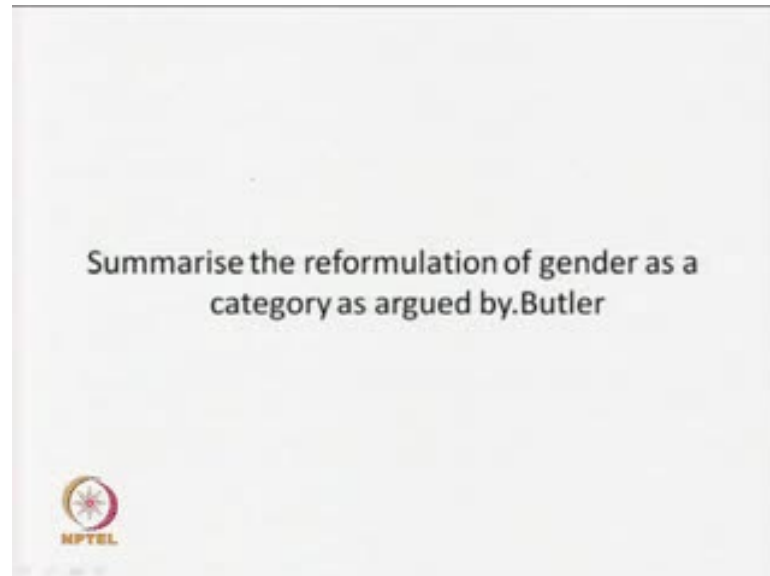 Summarise the reformulation of gender as a
category as argued by.Butler
NPTEL